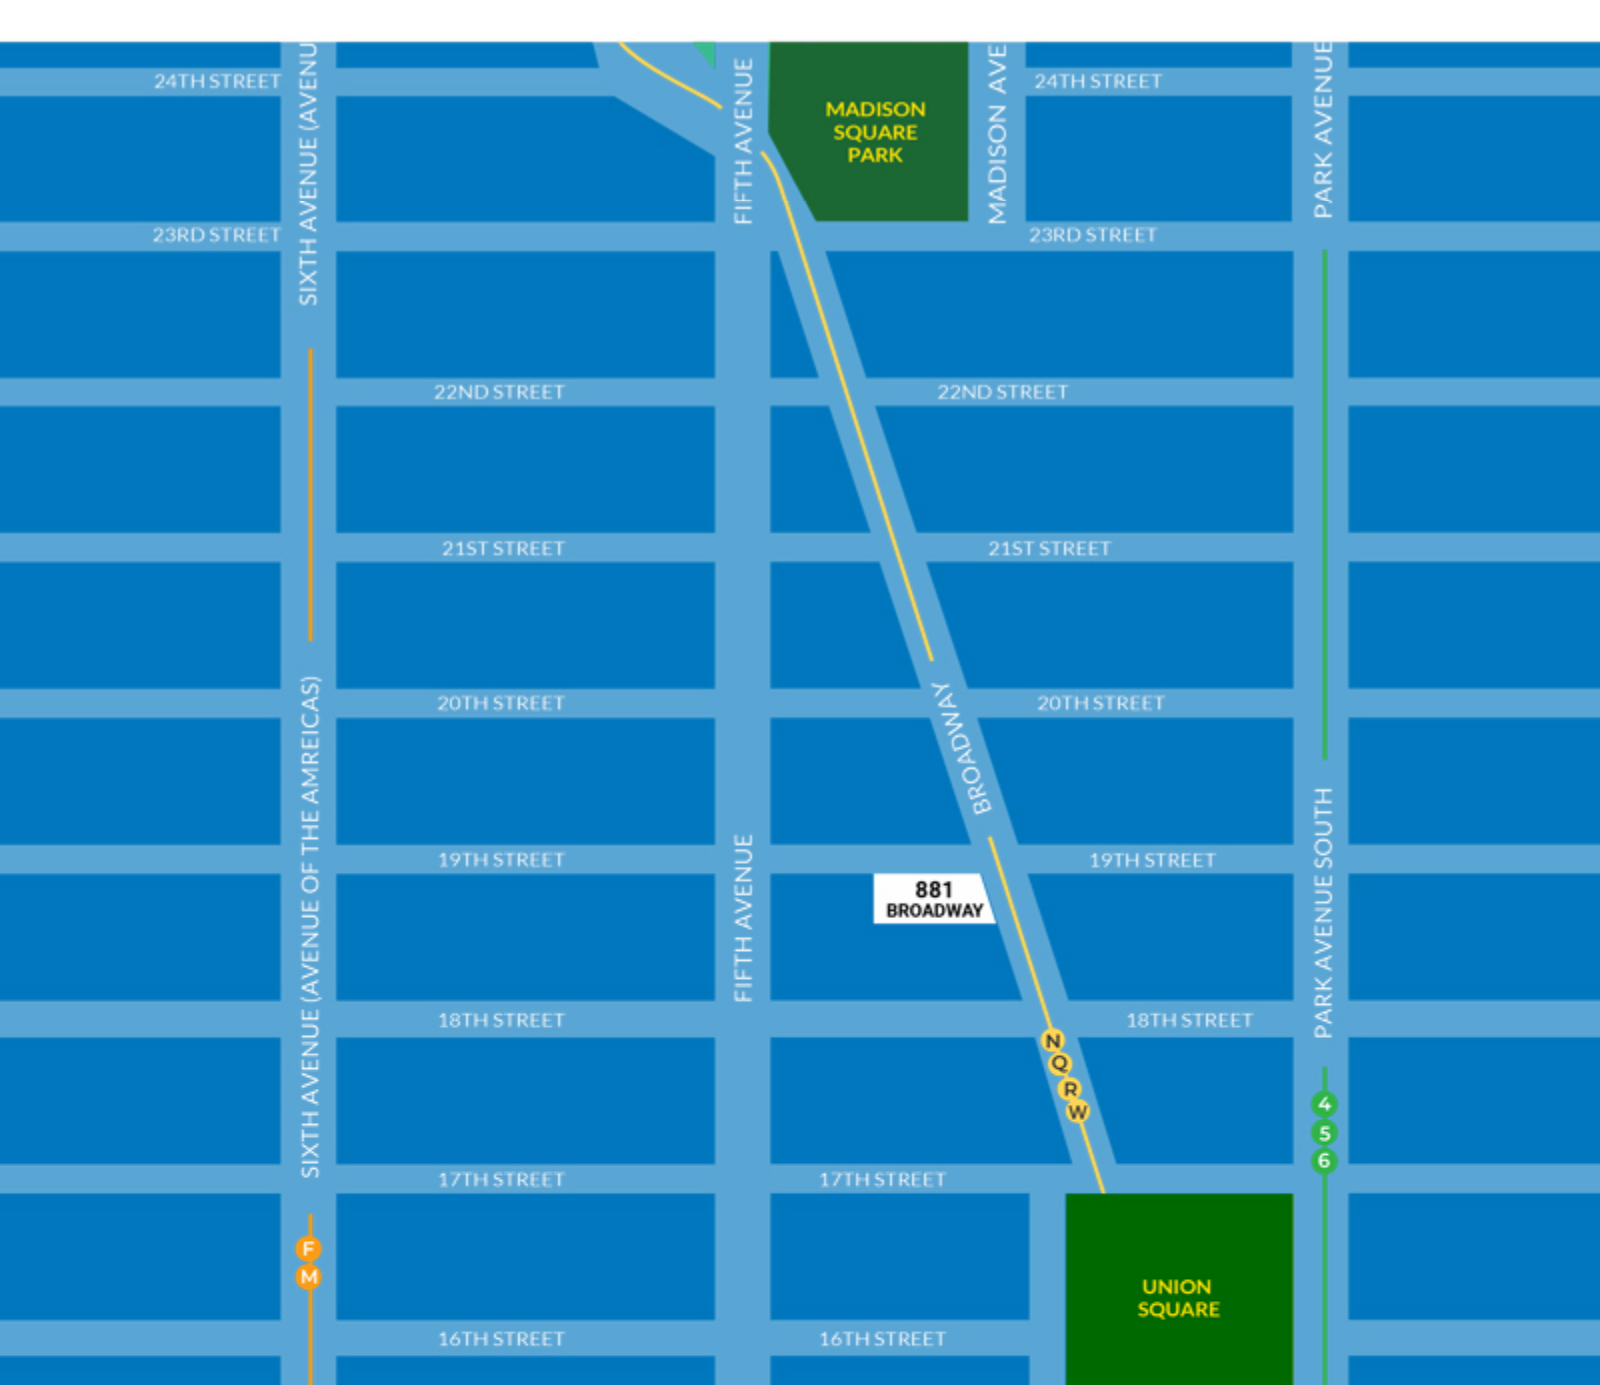 24TH STREET
SIXTH AVENUE (AVENU
FIFTH AVENUE
MADISON
SQUARE
PARK
MADISON AVE
24TH STREET
PARK AVENUE
23RD STREET
23RD STREET
22ND STREET
22ND STREET
21ST STREET
21ST STREET
20TH STREET
BROADWAY
20TH STREET
SIXTH AVENUE (AVENUE OF THE AMREICAS)
19TH STREET
FIFTH AVENUE
19TH STREET
PARK AVENUE SOUTH
881
BROADWAY
18TH STREET
18TH STREET
N
Q
R
W
4
5
6
17TH STREET
17TH STREET
F
M
UNION
SQUARE
16TH STREET
16TH STREET